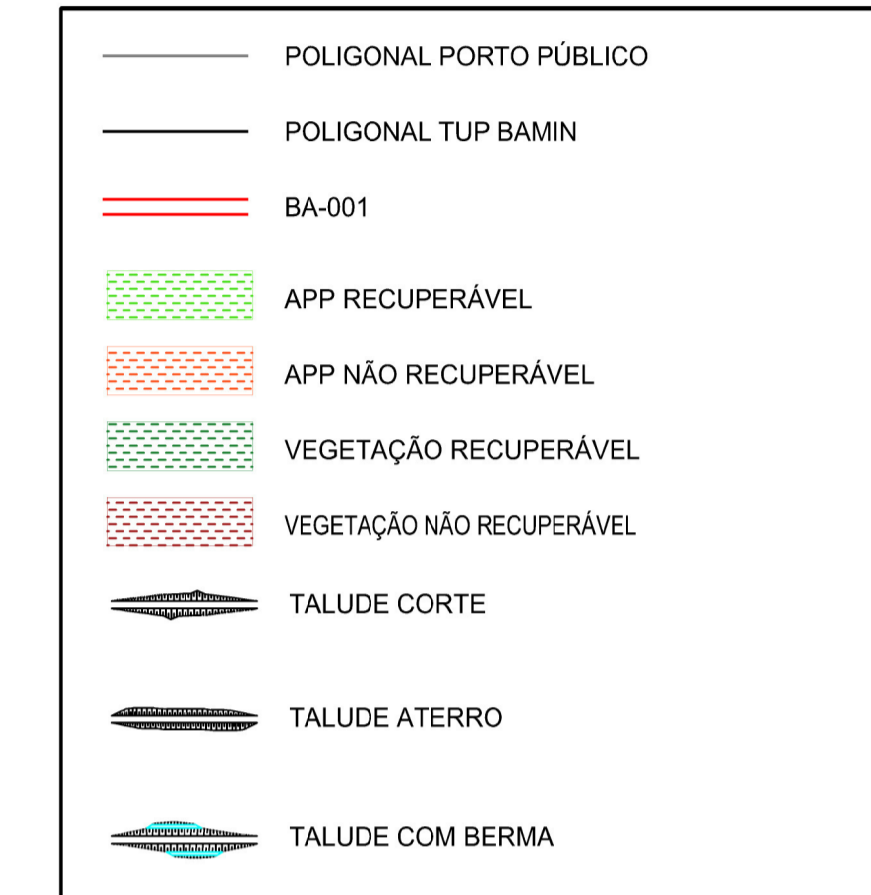 POLIGONAL PORTO PÚBLICO
POLIGONAL TUP BAMIN
BA-001
APP RECUPERÁVEL
APP NÃO RECUPERÁVEL
VEGETAÇÃO RECUPERÁVEL
VEGETAÇÃO NÃO RECUPERÁVEL
TALUDE CORTE
TALUDE ATERRO
TALUDE COM BERMA